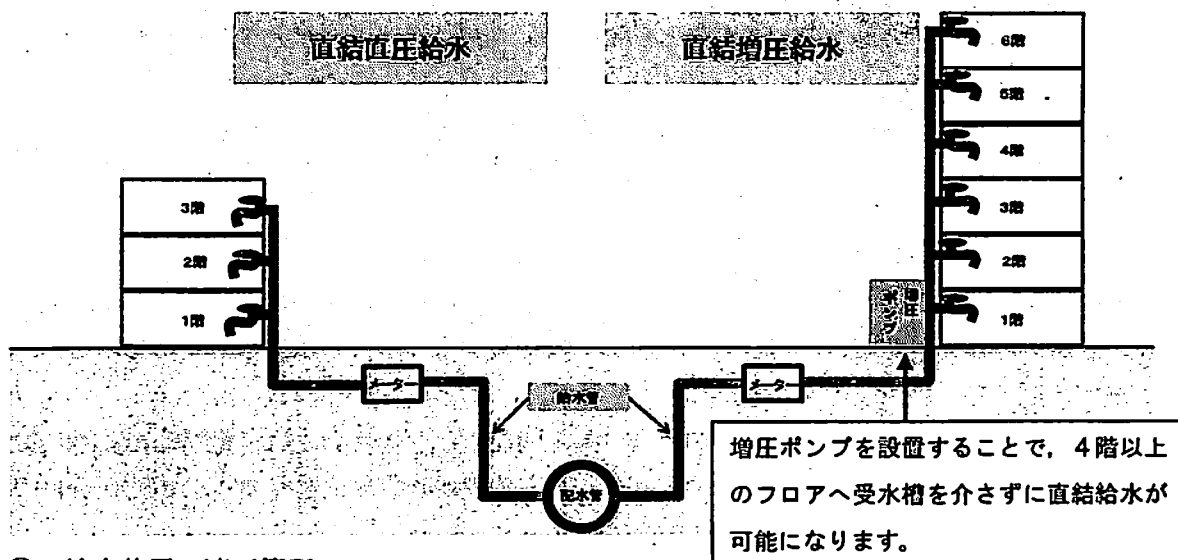 直結直圧給水
直結増圧給水
6階
5階
4階
3階
2階
1階
3階
2階
1階
増圧
ポンプ
メーター
メーター
給水管
配水管
増圧ポンプを設置することで，４階以上
のフロアへ受水槽を介さずに直結給水が
可能になります。